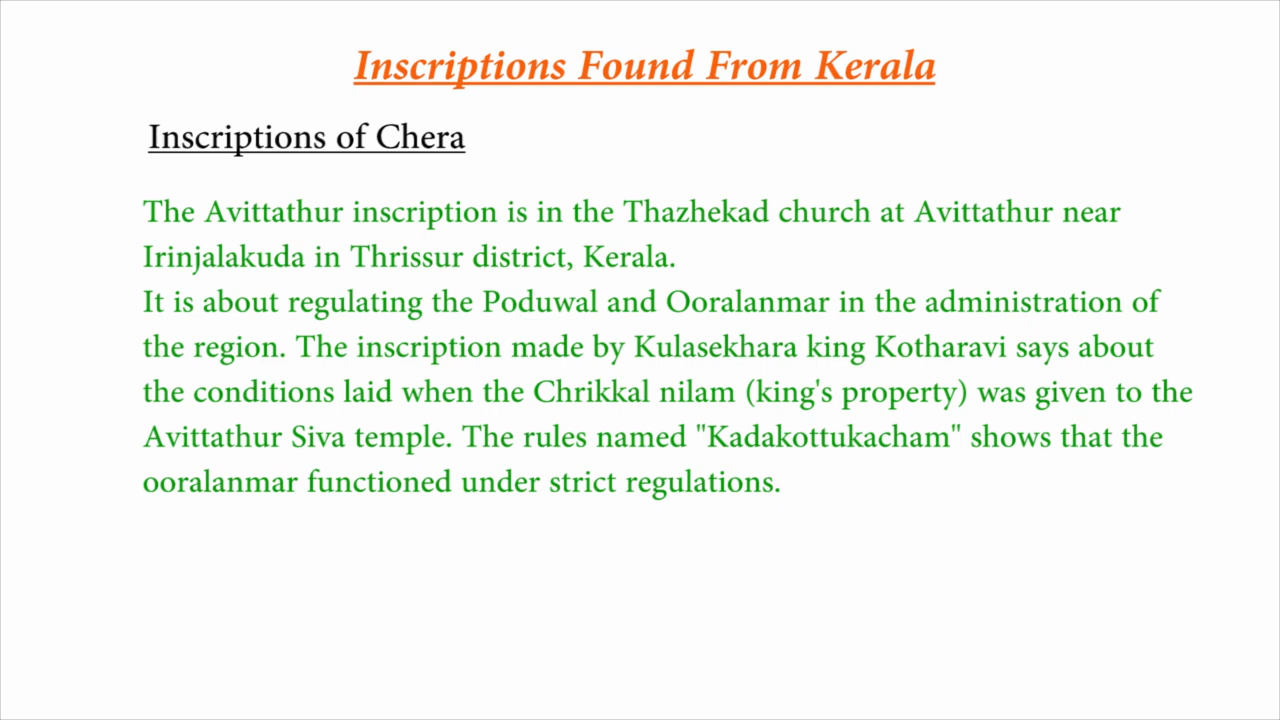 Inscriptions Found From Kerala
Inscriptions of Chera
The Avittathur inscription is in the Thazhekad church at Avittathur near
Irinjalakuda in Thrissur district, Kerala.
It is about regulating the Poduwal and Ooralanmar in the administration of
the region. The inscription made by Kulasekhara king Kotharavi says about
the conditions laid when the Chrikkal nilam (king's property) was given to the
Avittathur Siva temple. The rules named "Kadakottukacham" shows that the
ooralanmar functioned under strict regulations.